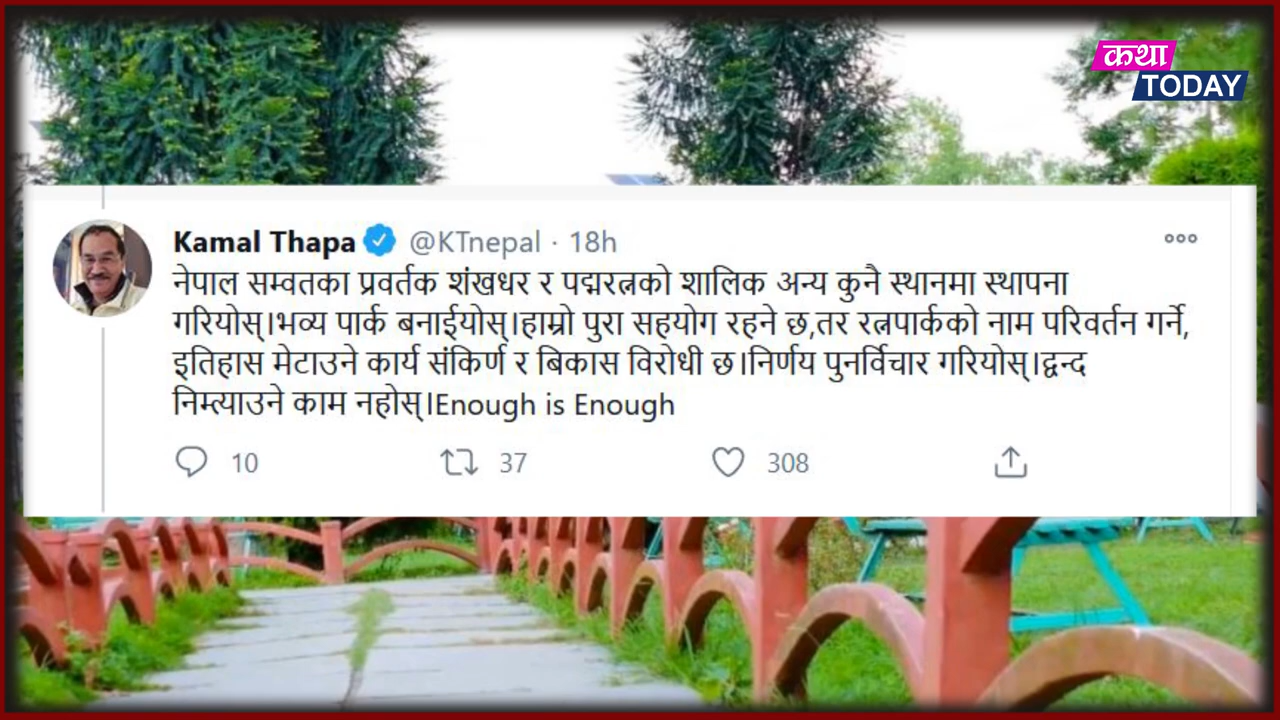 कथा
TODAY
Kamal Thapa @KTnepal · 18h
नेपाल सम्वतका प्रवर्तक शंखधर र पद्मरत्नको शालिक अन्य कुनै स्थानमा स्थापना
गरियोस्।भव्य पार्क बनाईयोस्।हाम्रो पुरा सहयोग रहने छ,तर रत्नपार्कको नाम परिवर्तन गर्ने,
इतिहास मेटाउने कार्य संकिर्ण र बिकास विरोधी छ।निर्णय पुनर्विचार गरियोस्।द्वन्द
निम्त्याउने काम नहोस्।Enough is Enough
10 37 308